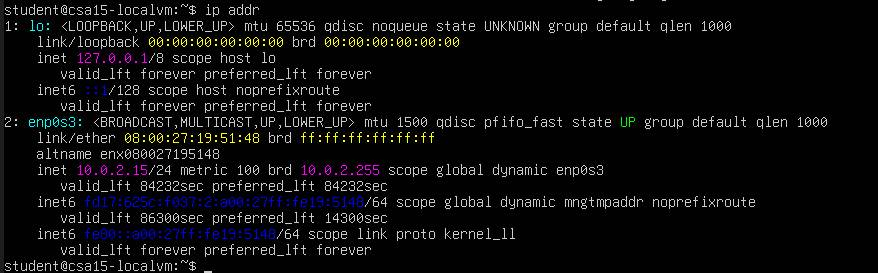 student@csa15-localvm:~$ ip addr
1: lo: <LOOPBACK,UP,LOWER_UP> mtu 65536 qdisc noqueue state UNKNOWN group default qlen 1000
    link/loopback 00:00:00:00:00:00 brd 00:00:00:00:00:00
    inet 127.0.0.1/8 scope host lo
       valid_lft forever preferred_lft forever
    inet6 ::1/128 scope host noprefixroute
       valid_lft forever preferred_lft forever
2: enp0s3: <BROADCAST,MULTICAST,UP,LOWER_UP> mtu 1500 qdisc pfifo_fast state UP group default qlen 1000
    link/ether 08:00:27:19:51:48 brd ff:ff:ff:ff:ff:ff
    altname enx080027195148
    inet 10.0.2.15/24 metric 100 brd 10.0.2.255 scope global dynamic enp0s3
       valid_lft 84232sec preferred_lft 84232sec
    inet6 fd17:625c:f037:2:a00:27ff:fe19:5148/64 scope global dynamic mngtmpaddr noprefixroute
       valid_lft 86300sec preferred_lft 14300sec
    inet6 fe80::a00:27ff:fe19:5148/64 scope link proto kernel_ll
       valid_lft forever preferred_lft forever
student@csa15-localvm:~$ _